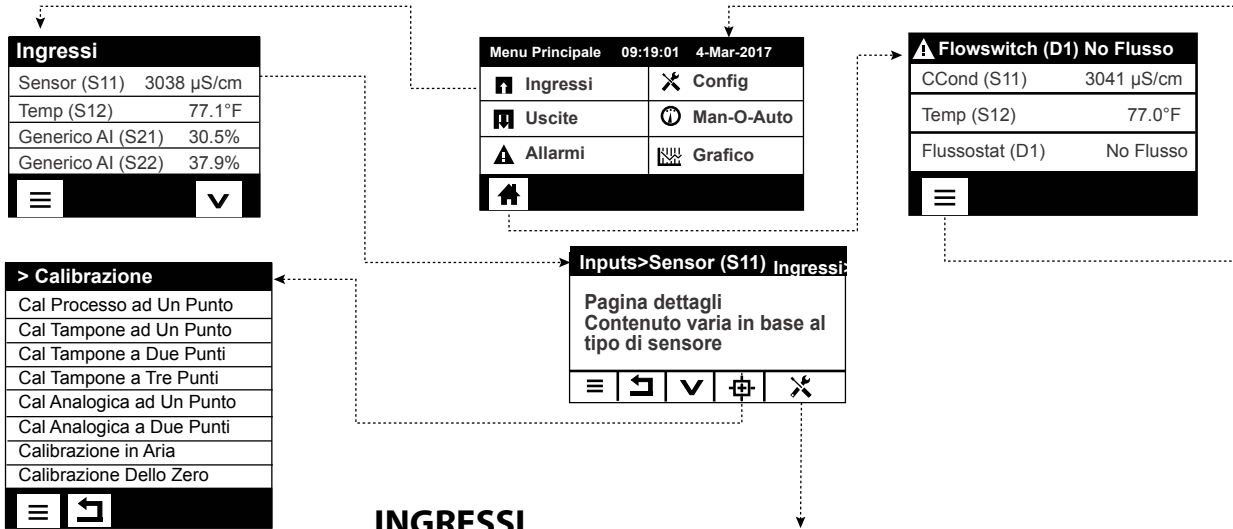 Ingressi
Sensor (S11) 3038 µS/cm
Temp (S12) 77.1°F
Generico AI (S21) 30.5%
Generico AI (S22) 37.9%
Menu Principale 09:19:01 4-Mar-2017
Ingressi
Config
Uscite
Man-O-Auto
Allarmi
Grafico
Flowswitch (D1) No Flusso
CCond (S11) 3041 µS/cm
Temp (S12) 77.0°F
Flussostat (D1) No Flusso
> Calibrazione
Cal Processo ad Un Punto
Cal Tampone ad Un Punto
Cal Tampone a Due Punti
Cal Tampone a Tre Punti
Cal Analogica ad Un Punto
Cal Analogica a Due Punti
Calibrazione in Aria
Calibrazione Dello Zero
Inputs>Sensor (S11) Ingressi>
Pagina dettagli
Contenuto varia in base al
tipo di sensore
INGRESSI